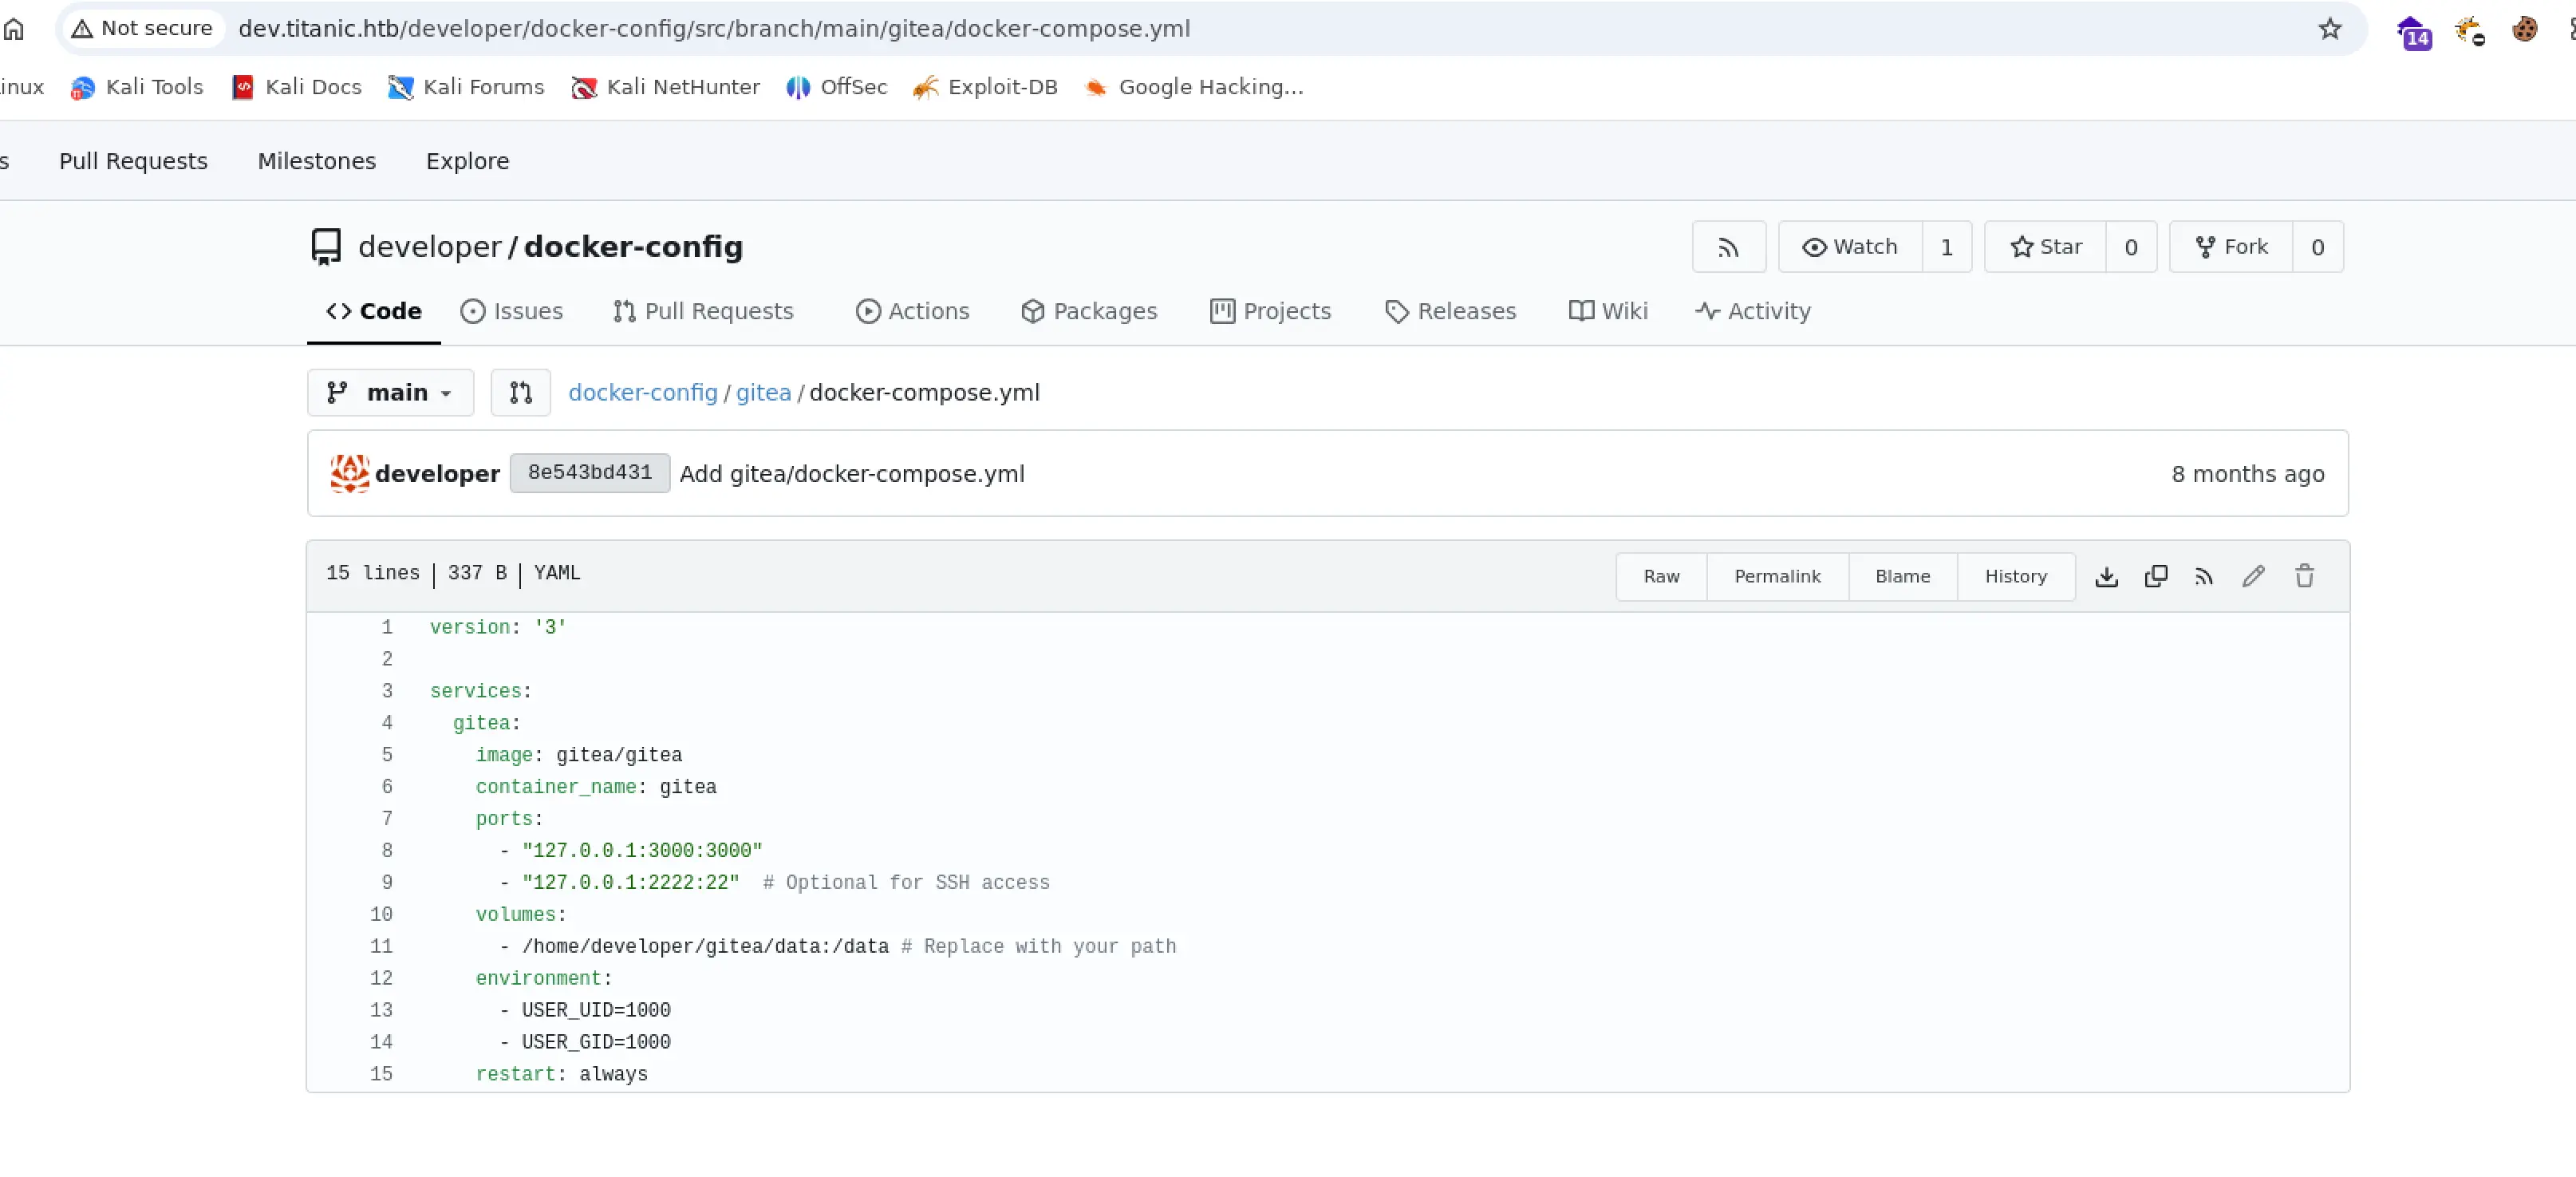 Not secure dev.titanic.htb/developer/docker-config/src/branch/main/gitea/docker-compose.yml 14
inux Kali Tools Kali Docs Kali Forums Kali NetHunter OffSec Exploit-DB Google Hacking...
s Pull Requests Milestones Explore
developer/docker-config Watch 1 Star 0 Fork 0
Code Issues Pull Requests Actions Packages Projects Releases Wiki Activity
main docker-config/gitea/docker-compose.yml
developer 8e543bd431 Add gitea/docker-compose.yml 8 months ago
15 lines | 337 B | YAML Raw Permalink Blame History
1 version: '3'
2
3 services:
4   gitea:
5     image: gitea/gitea
6     container_name: gitea
7     ports:
8       - "127.0.0.1:3000:3000"
9       - "127.0.0.1:2222:22"  # Optional for SSH access
10     volumes:
11       - /home/developer/gitea/data:/data # Replace with your path
12     environment:
13       - USER_UID=1000
14       - USER_GID=1000
15     restart: always